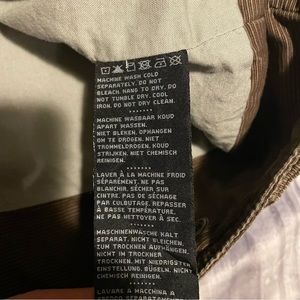 MACHINE WASH COLD
SEPARATELY. DO NOT
BLEACH. HANG TO DRY. DO
NOT TUMBLE DRY. COOL
IRON. DO NOT DRY CLEAN.
MACHINE WASBAAR KOUD
APART WASSEN.
NIET BLEKEN. OPHANGEN
OM TE DROGEN. NIET
TROMMELDROGEN. KOUD
STRIJKEN. NIET CHEMISCH
REINIGEN.
LAVER À LA MACHINE FROID
SÉPARÉMENT. NE PAS
BLANCHIR. SÉCHER SUR
CINTRE. PAS DE SÉCHAGE
PAR CULBUTAGE. REPASSER
À BASSE TEMPÉRATURE.
NE PAS NETTOYER À SEC.
MASCHINENWÄSCHE KALT
SEPARAT. NICHT BLEICHEN.
ZUM TROCKNEN. NICHT IM
TROCKNER. MIT NIEDRIGSTER
EINSTELLUNG. BÜGELN. NICHT
CHEMISCH REINIGEN.
LAVARE A MACCHINA A